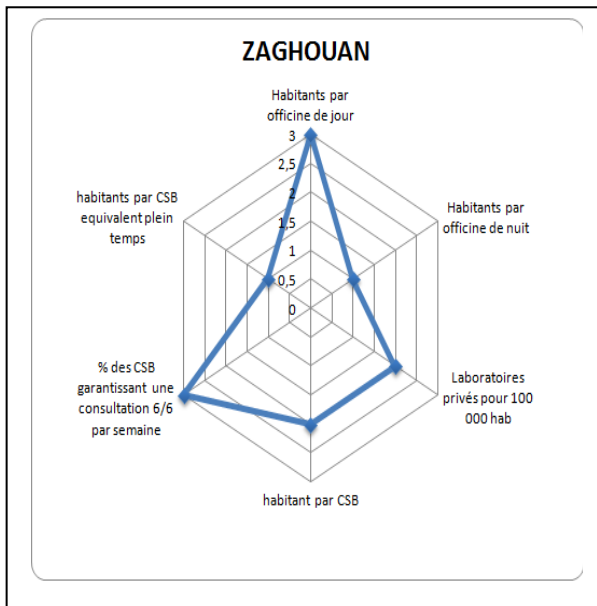 ZAGHOUAN
Habitants par
officine de jour
3
2,5
2
1,5
1
0,5
0
Habitants par
officine de nuit
Laboratoires
privés pour 100
000 hab
habitant par CSB
% des CSB
garantissant une
consultation 6/6
par semaine
habitants par CSB
equivalent plein
temps